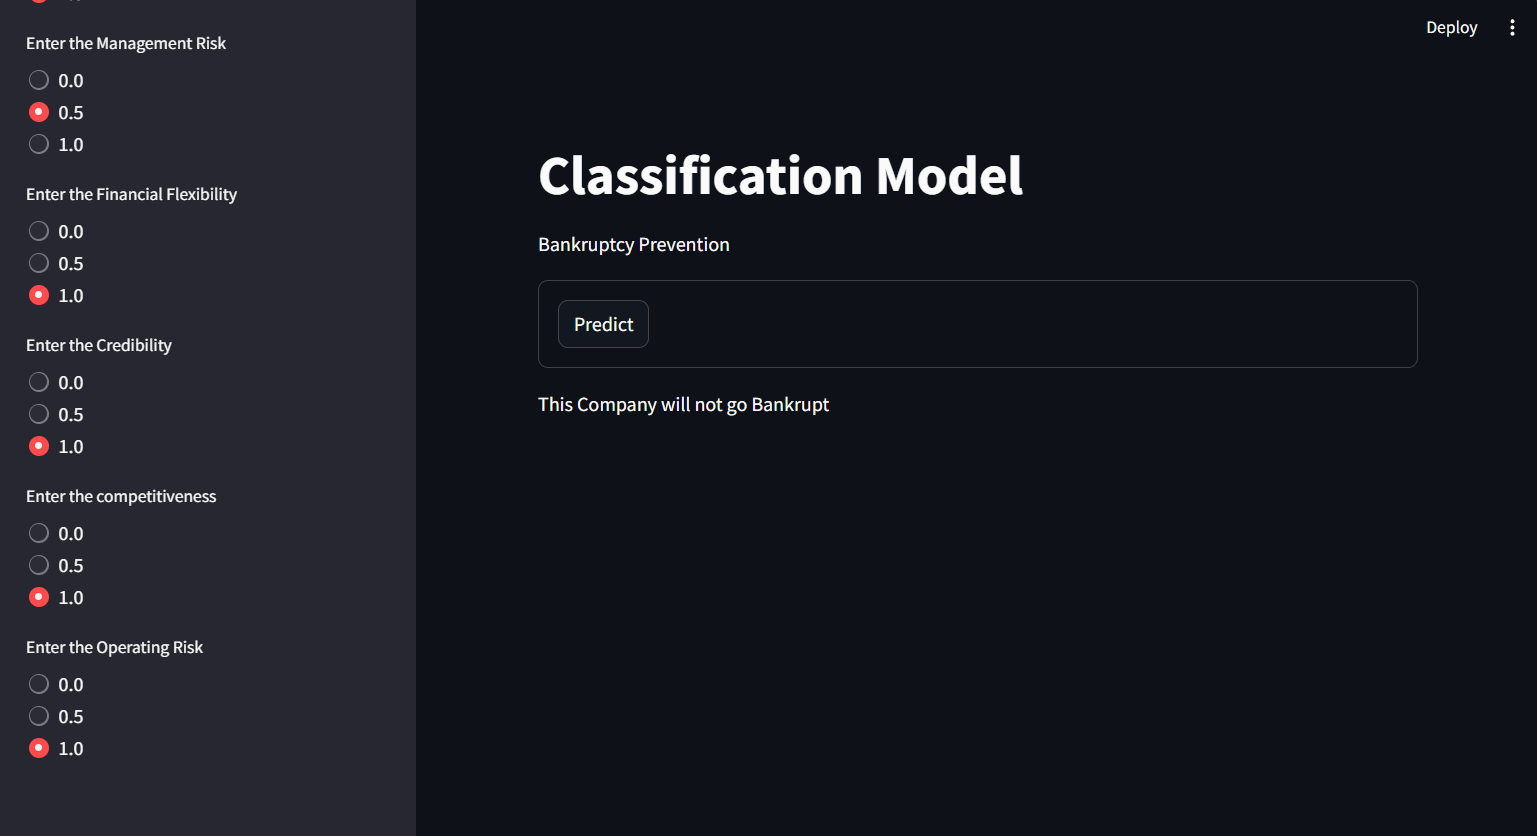 Enter the Management Risk
0.0
0.5
1.0
Enter the Financial Flexibility
0.0
0.5
1.0
Enter the Credibility
0.0
0.5
1.0
Enter the competitiveness
0.0
0.5
1.0
Enter the Operating Risk
0.0
0.5
1.0
Deploy
Classification Model
Bankruptcy Prevention
Predict
This Company will not go Bankrupt